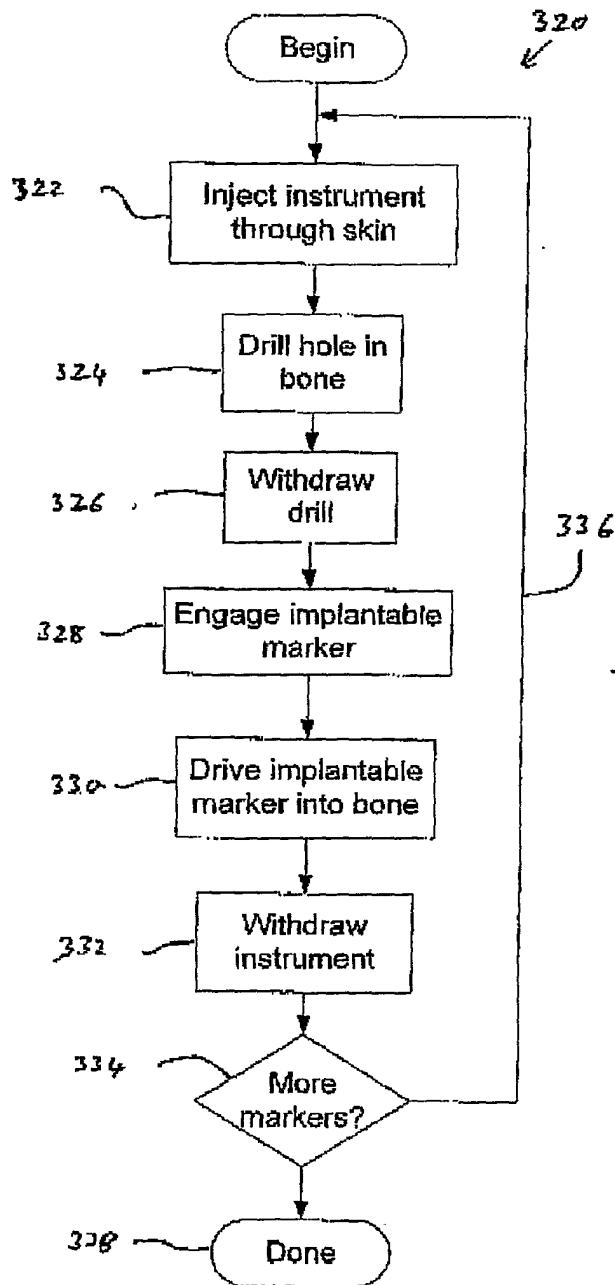 Begin
320
322
Inject instrument
through skin
324
Drill hole in
bone
326
Withdraw
drill
336
328
Engage implantable
marker
330
Drive implantable
marker into bone
332
Withdraw
instrument
334
More
markers?
338
Done